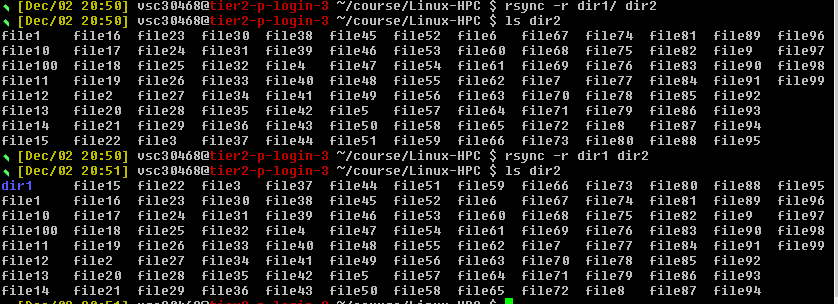 [Dec/02 20:50] vsc30468@tier2-p-login-3 ~/course/Linux-HPC $ rsync -r dir1/ dir2
[Dec/02 20:50] vsc30468@tier2-p-login-3 ~/course/Linux-HPC $ ls dir2
file1 file16 file23 file30 file38 file45 file52 file6 file67 file74 file81 file89 file96
file10 file17 file24 file31 file39 file46 file53 file60 file68 file75 file82 file9 file97
file100 file18 file25 file32 file4 file47 file54 file61 file69 file76 file83 file90 file98
file11 file19 file26 file33 file40 file48 file55 file62 file7 file77 file84 file91 file99
file12 file2 file27 file34 file41 file49 file56 file63 file70 file78 file85 file92
file13 file20 file28 file35 file42 file5 file57 file64 file71 file79 file86 file93
file14 file21 file29 file36 file43 file50 file58 file65 file72 file8 file87 file94
file15 file22 file3 file37 file44 file51 file59 file66 file73 file80 file88 file95
[Dec/02 20:50] vsc30468@tier2-p-login-3 ~/course/Linux-HPC $ rsync -r dir1 dir2
[Dec/02 20:51] vsc30468@tier2-p-login-3 ~/course/Linux-HPC $ ls dir2
dir1 file15 file22 file3 file37 file44 file51 file59 file66 file73 file80 file88 file95
file1 file16 file23 file30 file38 file45 file52 file6 file67 file74 file81 file89 file96
file10 file17 file24 file31 file39 file46 file53 file60 file68 file75 file82 file9 file97
file100 file18 file25 file32 file4 file47 file54 file61 file69 file76 file83 file90 file98
file11 file19 file26 file33 file40 file48 file55 file62 file7 file77 file84 file91 file99
file12 file2 file27 file34 file41 file49 file56 file63 file70 file78 file85 file92
file13 file20 file28 file35 file42 file5 file57 file64 file71 file79 file86 file93
file14 file21 file29 file36 file43 file50 file58 file65 file72 file8 file87 file94
[Dec/02 20:51] vsc30468@tier2-p-login-3 ~/course/Linux-HPC $